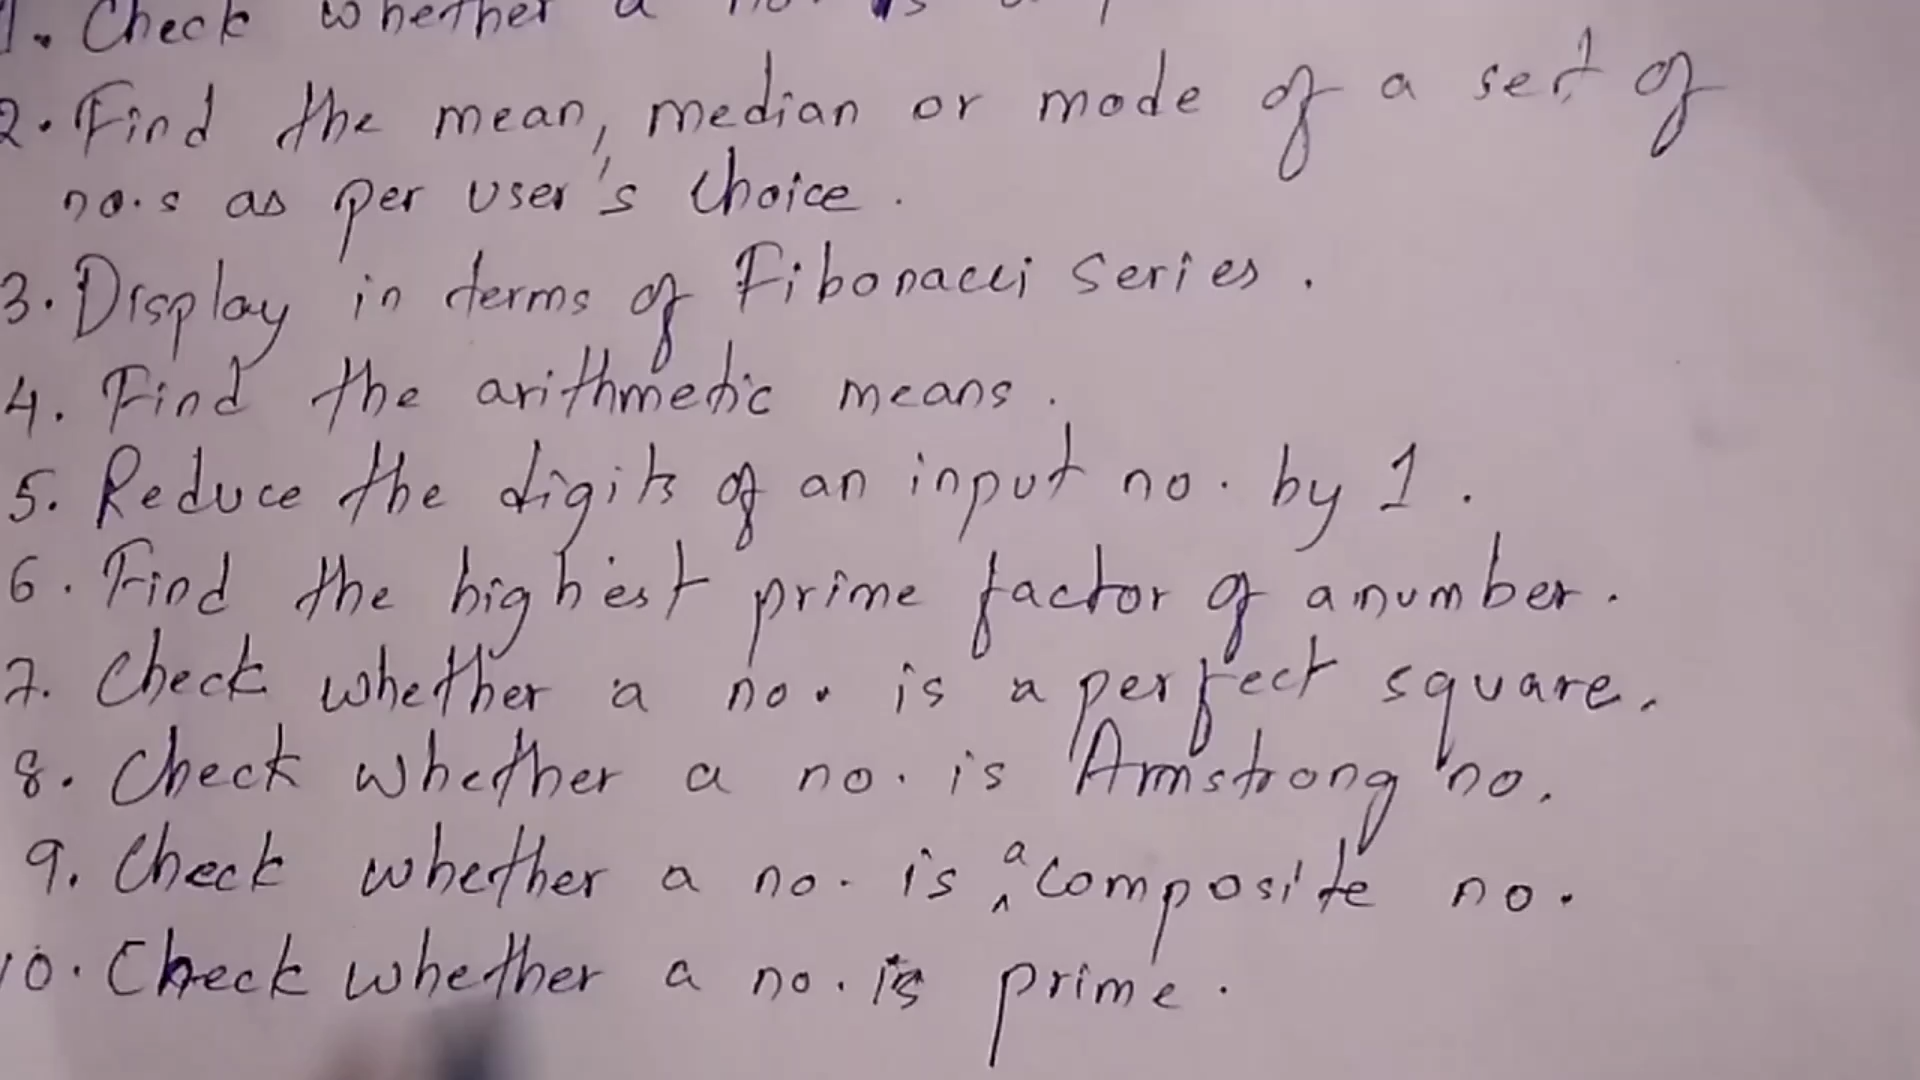 1. Check whether a no. is a
2. Find the mean, median or mode of a set of
no.s as per user's choice.
3. Display in terms of Fibonacci series.
4. Find the arithmetic means.
5. Reduce the digits of an input no. by 1.
6. Find the highest prime factor of a number.
7. Check whether a no. is a perfect square.
8. Check whether a no. is Armstrong no.
9. Check whether a no. is a composite no.
10. Check whether a no. is prime.